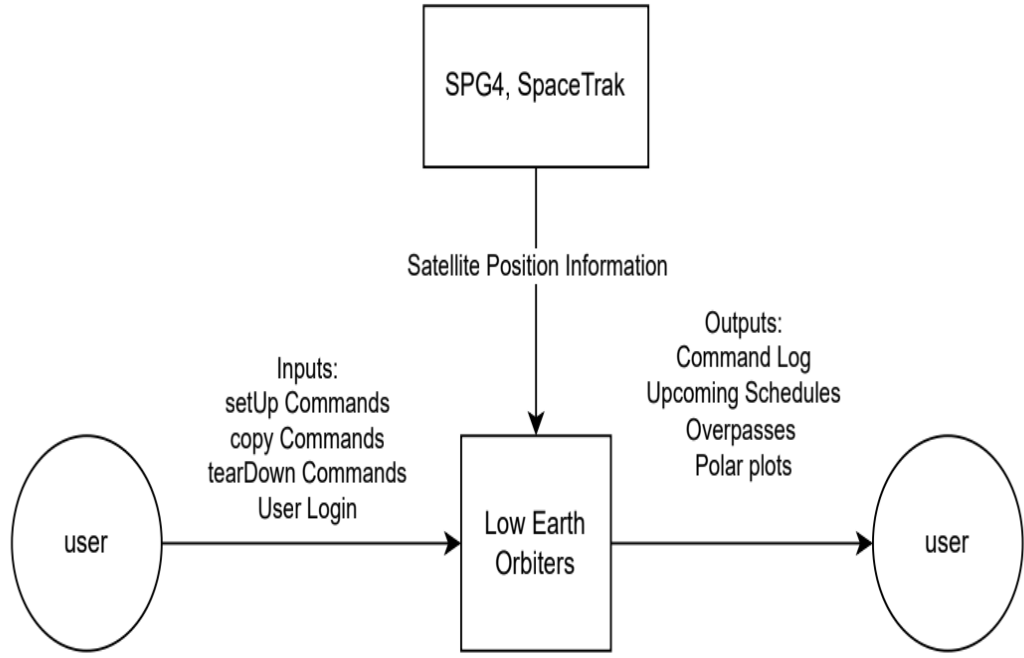 SPG4, SpaceTrak
Satellite Position Information
Inputs:
setUp Commands
copy Commands
tearDown Commands
User Login
Outputs:
Command Log
Upcoming Schedules
Overpasses
Polar plots
user
Low Earth
Orbiters
user